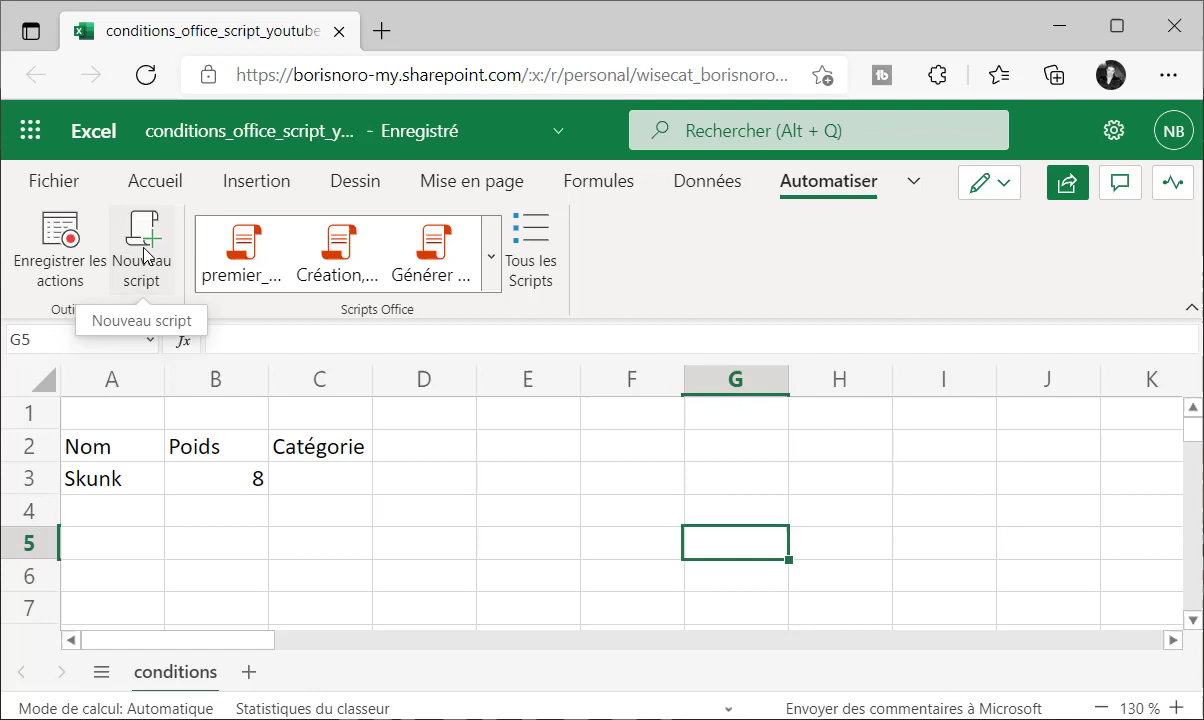 conditions_office_script_youtube
https://borisnoro-my.sharepoint.com/:x:/r/personal/wisecat_borisnoro...
Excel
conditions_office_script_y... - Enregistré
Rechercher (Alt + Q)
NB
Fichier
Accueil
Insertion
Dessin
Mise en page
Formules
Données
Automatiser
Enregistrer les
actions
Nouveau
script
premier_...
Création,...
Générer ...
Tous les
Scripts
Outi
Scripts Office
Nouveau script
G5
fx
A B C D E F G H I J K
1
2 Nom Poids Catégorie
3 Skunk 8
4
5
6
7
conditions
Mode de calcul: Automatique
Statistiques du classeur
Envoyer des commentaires à Microsoft
130 %